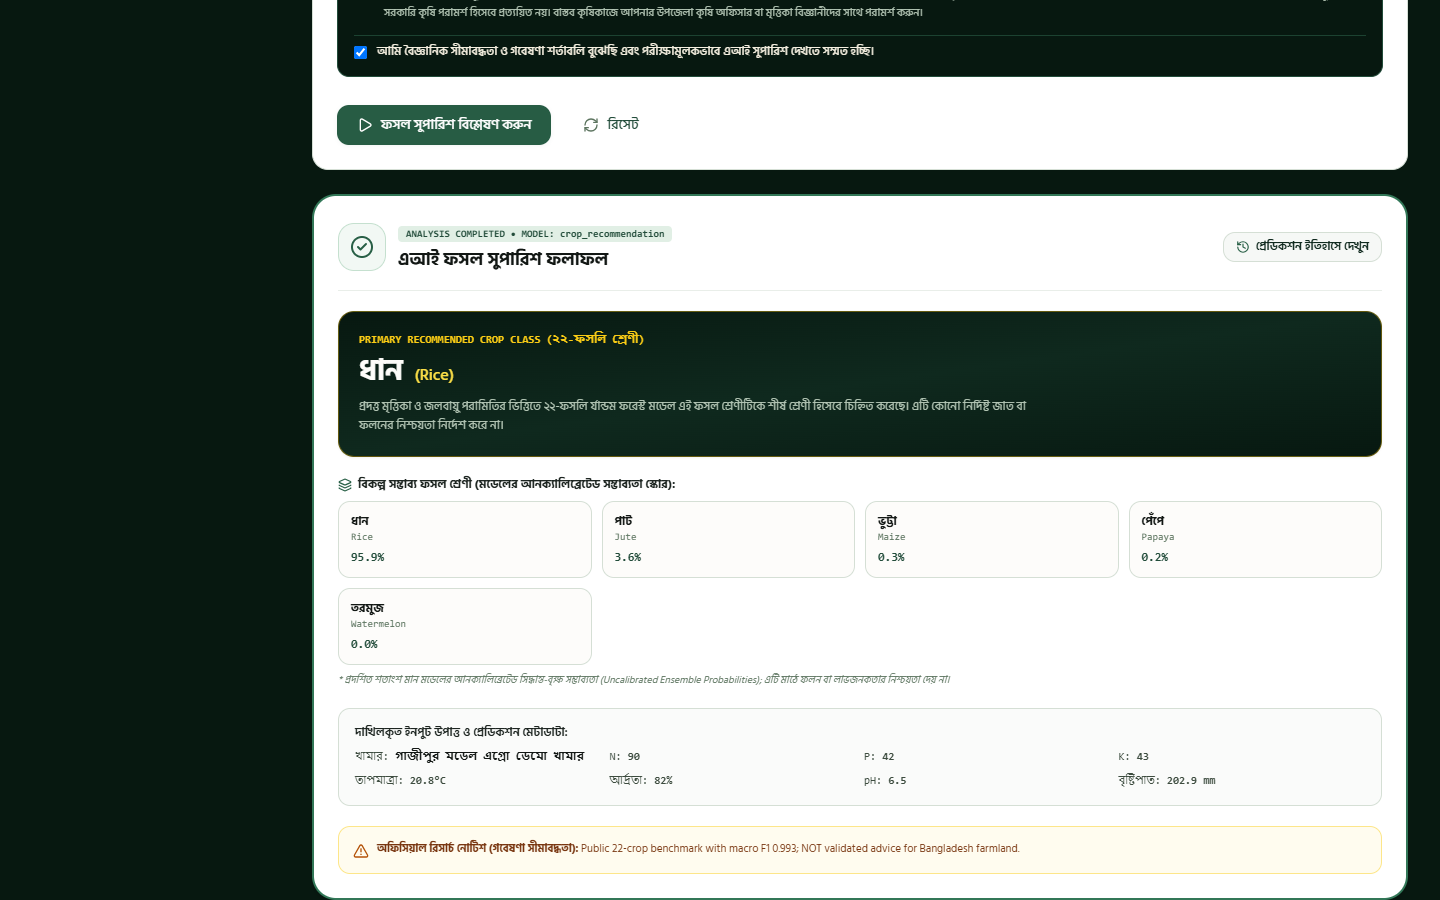 সরকারি কৃষি পরামর্শ হিসেবে প্রত্যয়িত নয়। বাস্তব কৃষিকাজে আপনার উপজেলা কৃষি অফিসার বা মৃত্তিকা বিজ্ঞানীদের সাথে পরামর্শ করুন।
আমি বৈজ্ঞানিক সীমাবদ্ধতা ও গবেষণা শর্তাবলি বুঝেছি এবং পরীক্ষামূলকভাবে এআই সুপারিশ দেখতে সম্মত হচ্ছি।
ফসল সুপারিশ বিশ্লেষণ করুন
রিসেট
ANALYSIS COMPLETED • MODEL: crop_recommendation
এআই ফসল সুপারিশ ফলাফল
প্রেডিকশন ইতিহাসে দেখুন
PRIMARY RECOMMENDED CROP CLASS (২২-ফসলি শ্রেণী)
ধান (Rice)
প্রদত্ত মৃত্তিকা ও জলবায়ু পরামিতির ভিত্তিতে ২২-ফসলি র্যান্ডম ফরেস্ট মডেল এই ফসল শ্রেণীটিকে শীর্ষ শ্রেণী হিসেবে চিহ্নিত করেছে। এটি কোনো নির্দিষ্ট জাত বা
ফলনের নিশ্চয়তা নির্দেশ করে না।
বিকল্প সম্ভাব্য ফসল শ্রেণী (মডেলের আনক্যালিব্রেটেড সম্ভাব্যতা স্কোর):
ধান
Rice
95.9%
পাট
Jute
3.6%
ভুট্টা
Maize
0.3%
পেঁপে
Papaya
0.2%
তরমুজ
Watermelon
0.0%
* প্রদর্শিত শতাংশ মান মডেলের আনক্যালিব্রেটেড সিদ্ধান্ত-বৃক্ষ সম্ভাব্যতা (Uncalibrated Ensemble Probabilities); এটি মাঠে ফলন বা লাভজনকতার নিশ্চয়তা দেয় না।
দাখিলকৃত ইনপুট উপাত্ত ও প্রেডিকশন মেটাডাটা:
খামার: গাজীপুর মডেল এগ্রো ডেমো খামার N: 90 P: 42 K: 43
তাপমাত্রা: 20.8°C আর্দ্রতা: 82% pH: 6.5 বৃষ্টিপাত: 202.9 mm
অফিসিয়াল রিসার্চ নোটিশ (গবেষণা সীমাবদ্ধতা): Public 22-crop benchmark with macro F1 0.993; NOT validated advice for Bangladesh farmland.